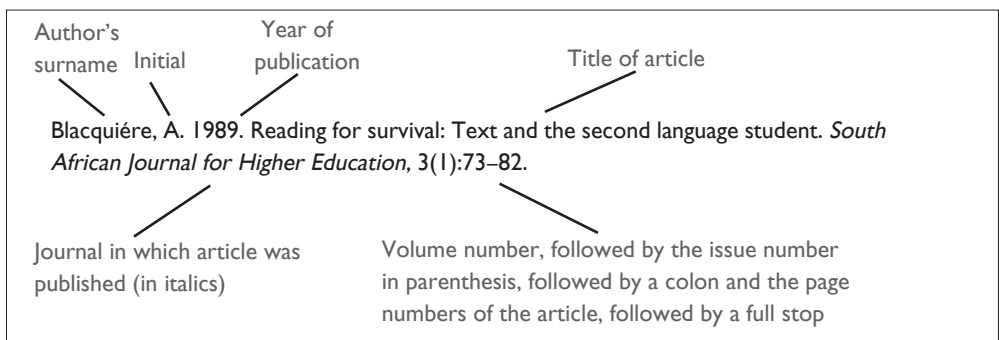 Author's
surname
Initial
Year of
publication
Title of article
Blacquiére, A. 1989. Reading for survival: Text and the second language student. South
African Journal for Higher Education, 3(1):73–82.
Journal in which article was
published (in italics)
Volume number, followed by the issue number
in parenthesis, followed by a colon and the page
numbers of the article, followed by a full stop